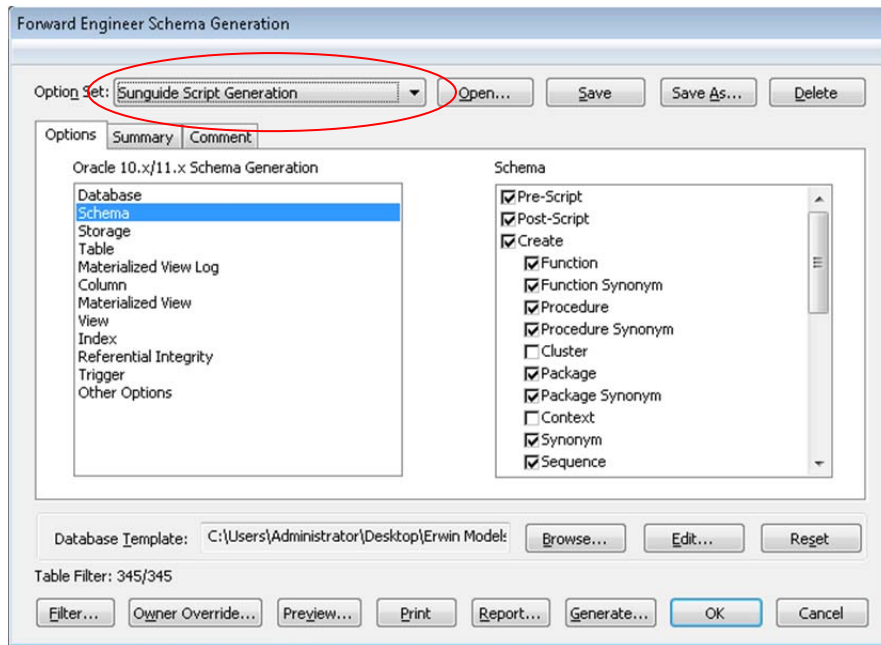 Forward Engineer Schema Generation
Option Set: Sunguide Script Generation Open... Save Save As... Delete
Options Summary Comment
Oracle 10.x/11.x Schema Generation
Database
Schema
Storage
Table
Materialized View Log
Column
Materialized View
View
Index
Referential Integrity
Trigger
Other Options
Schema
Pre-Script
Post-Script
Create
Function
Function Synonym
Procedure
Procedure Synonym
Cluster
Package
Package Synonym
Context
Synonym
Sequence
Database Template: C:\Users\Administrator\Desktop\Erwin Models Browse... Edit... Reset
Table Filter: 345/345
Filter... Owner Override... Preview... Print Report... Generate... OK Cancel